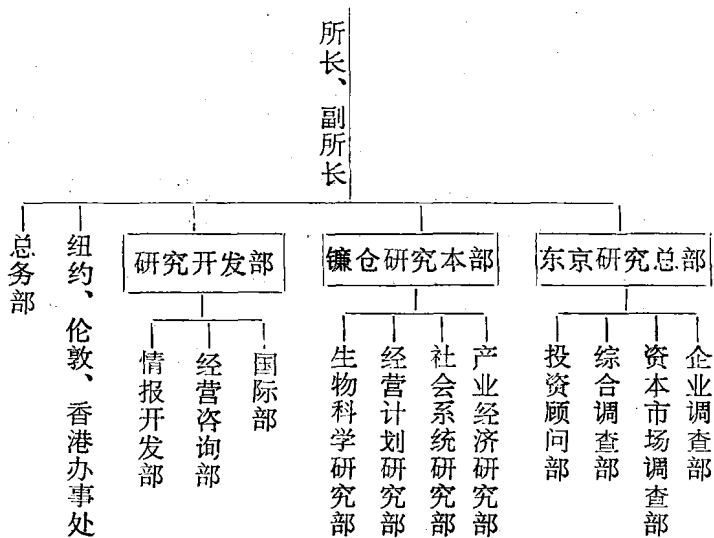 所长、副所长
总务部
纽约、伦敦、香港办事处
研究开发部
镰仓研究本部
东京研究总部
情报开发部
经营咨询部
国际部
生物科学研究部
经营计划研究部
社会系统研究部
产业经济研究部
投资顾问部
综合调查部
资本市场调查部
企业调查部